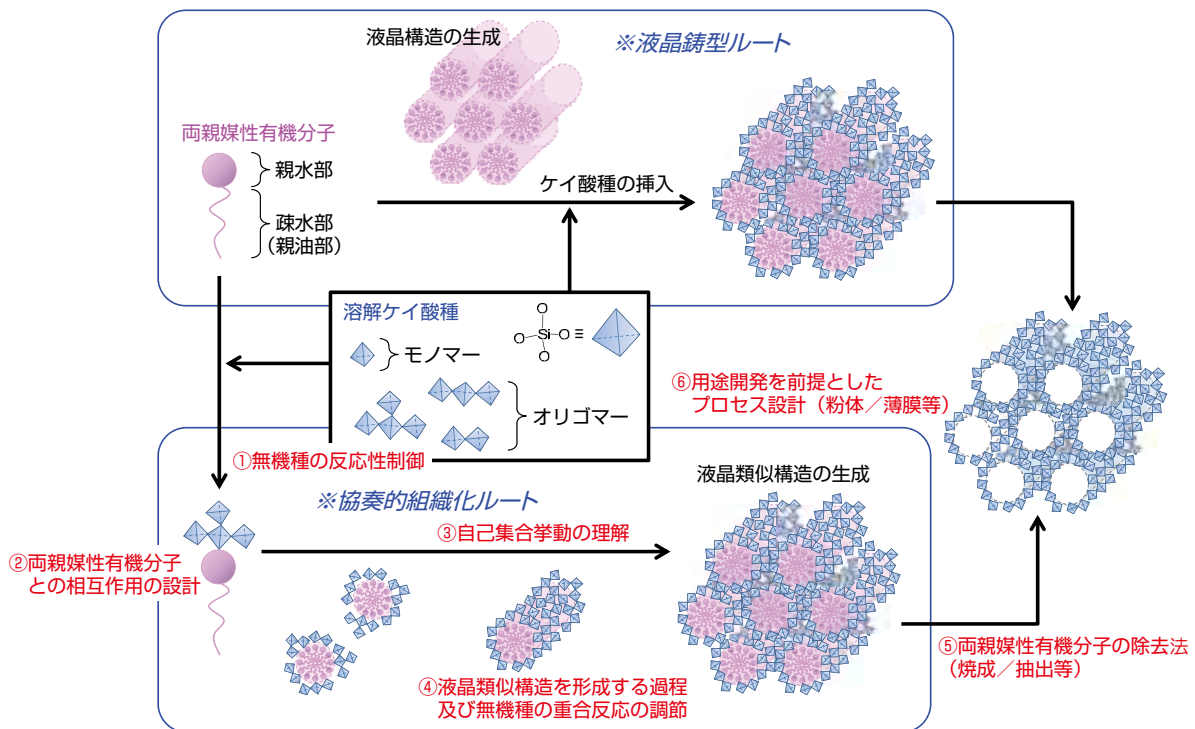 液晶構造の生成
※液晶鋳型ルート
両親媒性有機分子
親水部
疎水部
（親油部）
ケイ酸種の挿入
溶解ケイ酸種
モノマー
O
Si
O
O
O
≡
オリゴマー
①無機種の反応性制御
⑥用途開発を前提とした
プロセス設計（粉体／薄膜等）
※協奏的組織化ルート
液晶類似構造の生成
③自己集合挙動の理解
②両親媒性有機分子
との相互作用の設計
④液晶類似構造を形成する過程
及び無機種の重合反応の調節
⑤両親媒性有機分子の除去法
（焼成／抽出等）